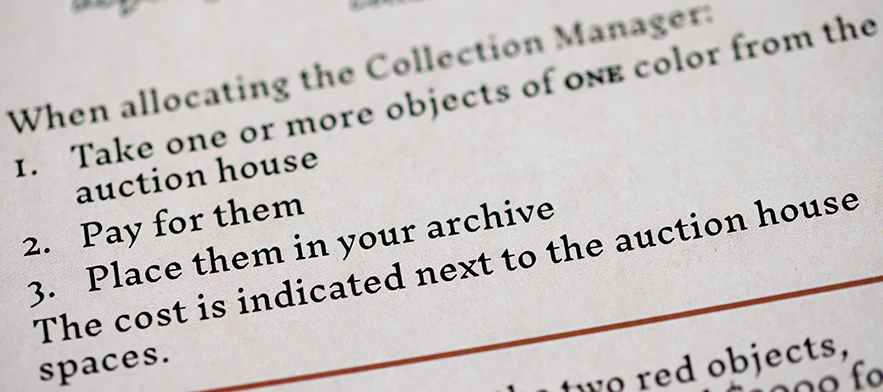 When allocating the Collection Manager:
1. Take one or more objects of ONE color from the
auction house
2. Pay for them
3. Place them in your archive
The cost is indicated next to the auction house
spaces.
two red objects,